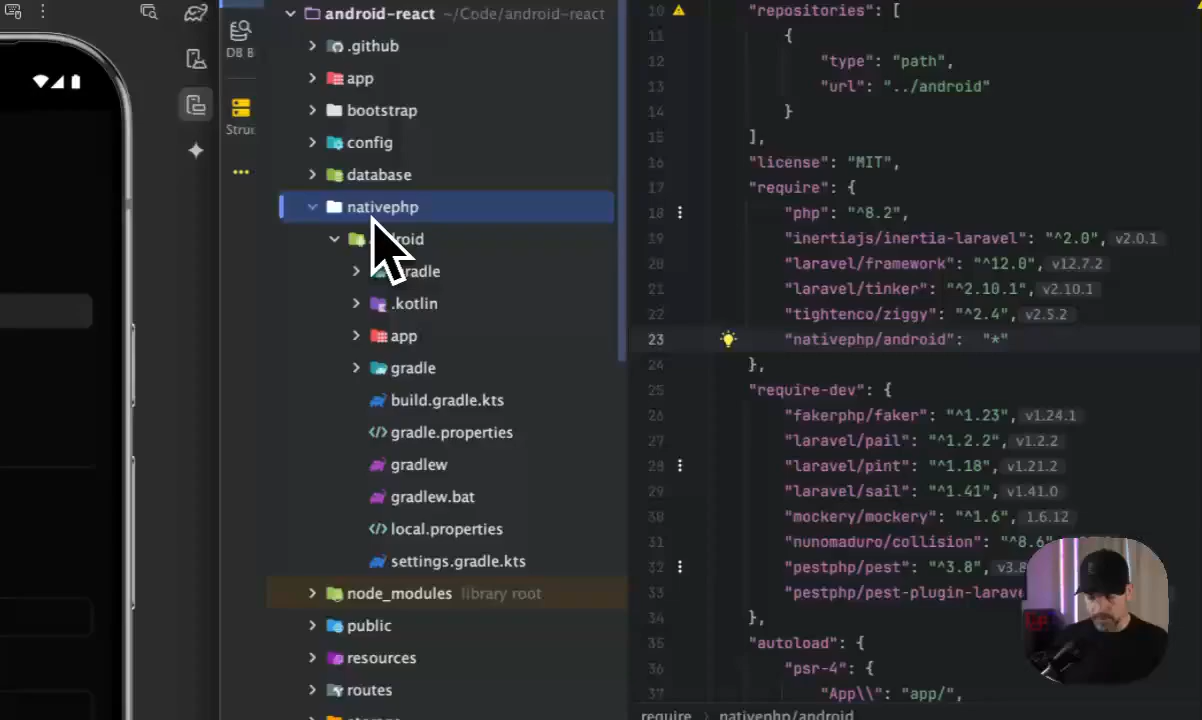 DB B
Struc
android-react ~/Code/android-react
.github
app
bootstrap
config
database
nativephp
gradle
.kotlin
app
gradle
build.gradle.kts
gradle.properties
gradlew
gradlew.bat
local.properties
settings.gradle.kts
node_modules library root
public
resources
routes
10 "repositories": [
11 {
12 "type": "path",
13 "url": "../android"
14 }
15 ],
16 "license": "MIT",
17 "require": {
18 "php": "^8.2",
19 "inertiajs/inertia-laravel": "^2.0", v2.0.1
20 "laravel/framework": "^12.0", v12.7.2
21 "laravel/tinker": "^2.10.1", v2.10.1
22 "tightenco/ziggy": "^2.4", v2.5.2
23 "nativephp/android": "*"
24 },
25 "require-dev": {
26 "fakerphp/faker": "^1.23", v1.24.1
27 "laravel/pail": "^1.2.2", v1.2.2
28 "laravel/pint": "^1.18", v1.21.2
29 "laravel/sail": "^1.41", v1.41.0
30 "mockery/mockery": "^1.6", 1.6.12
31 "nunomaduro/collision": "^8.6"
32 "pestphp/pest": "^3.8", v3.8
33 "pestphp/pest-plugin-larave
34 },
35 "autoload": {
36 "psr-4": {
37 "App\\": "app/",
require > nativephp/android